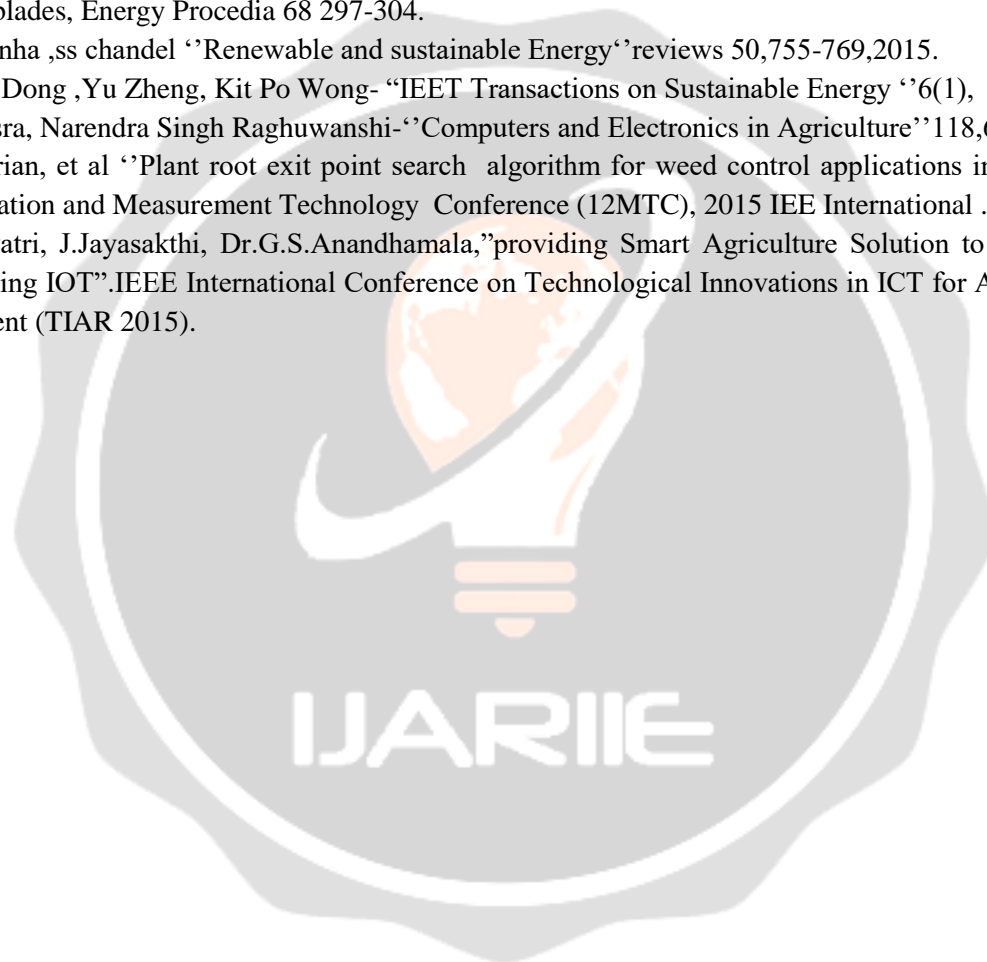 blades, Energy Procedia 68 297-304.
nha ,ss chandel ‘’Renewable and sustainable Energy‘’reviews 50,755-769,2015.
Dong ,Yu Zheng, Kit Po Wong- “IEET Transactions on Sustainable Energy ‘’6(1),
sra, Narendra Singh Raghuwanshi-‘’Computers and Electronics in Agriculture’’118,
rian, et al ‘’Plant root exit point search algorithm for weed control applications in
ation and Measurement Technology Conference (12MTC), 2015 IEE International .
atri, J.Jayasakthi, Dr.G.S.Anandhamala,”providing Smart Agriculture Solution to
ing IOT”.IEEE International Conference on Technological Innovations in ICT for A
ent (TIAR 2015).
IJARIIE